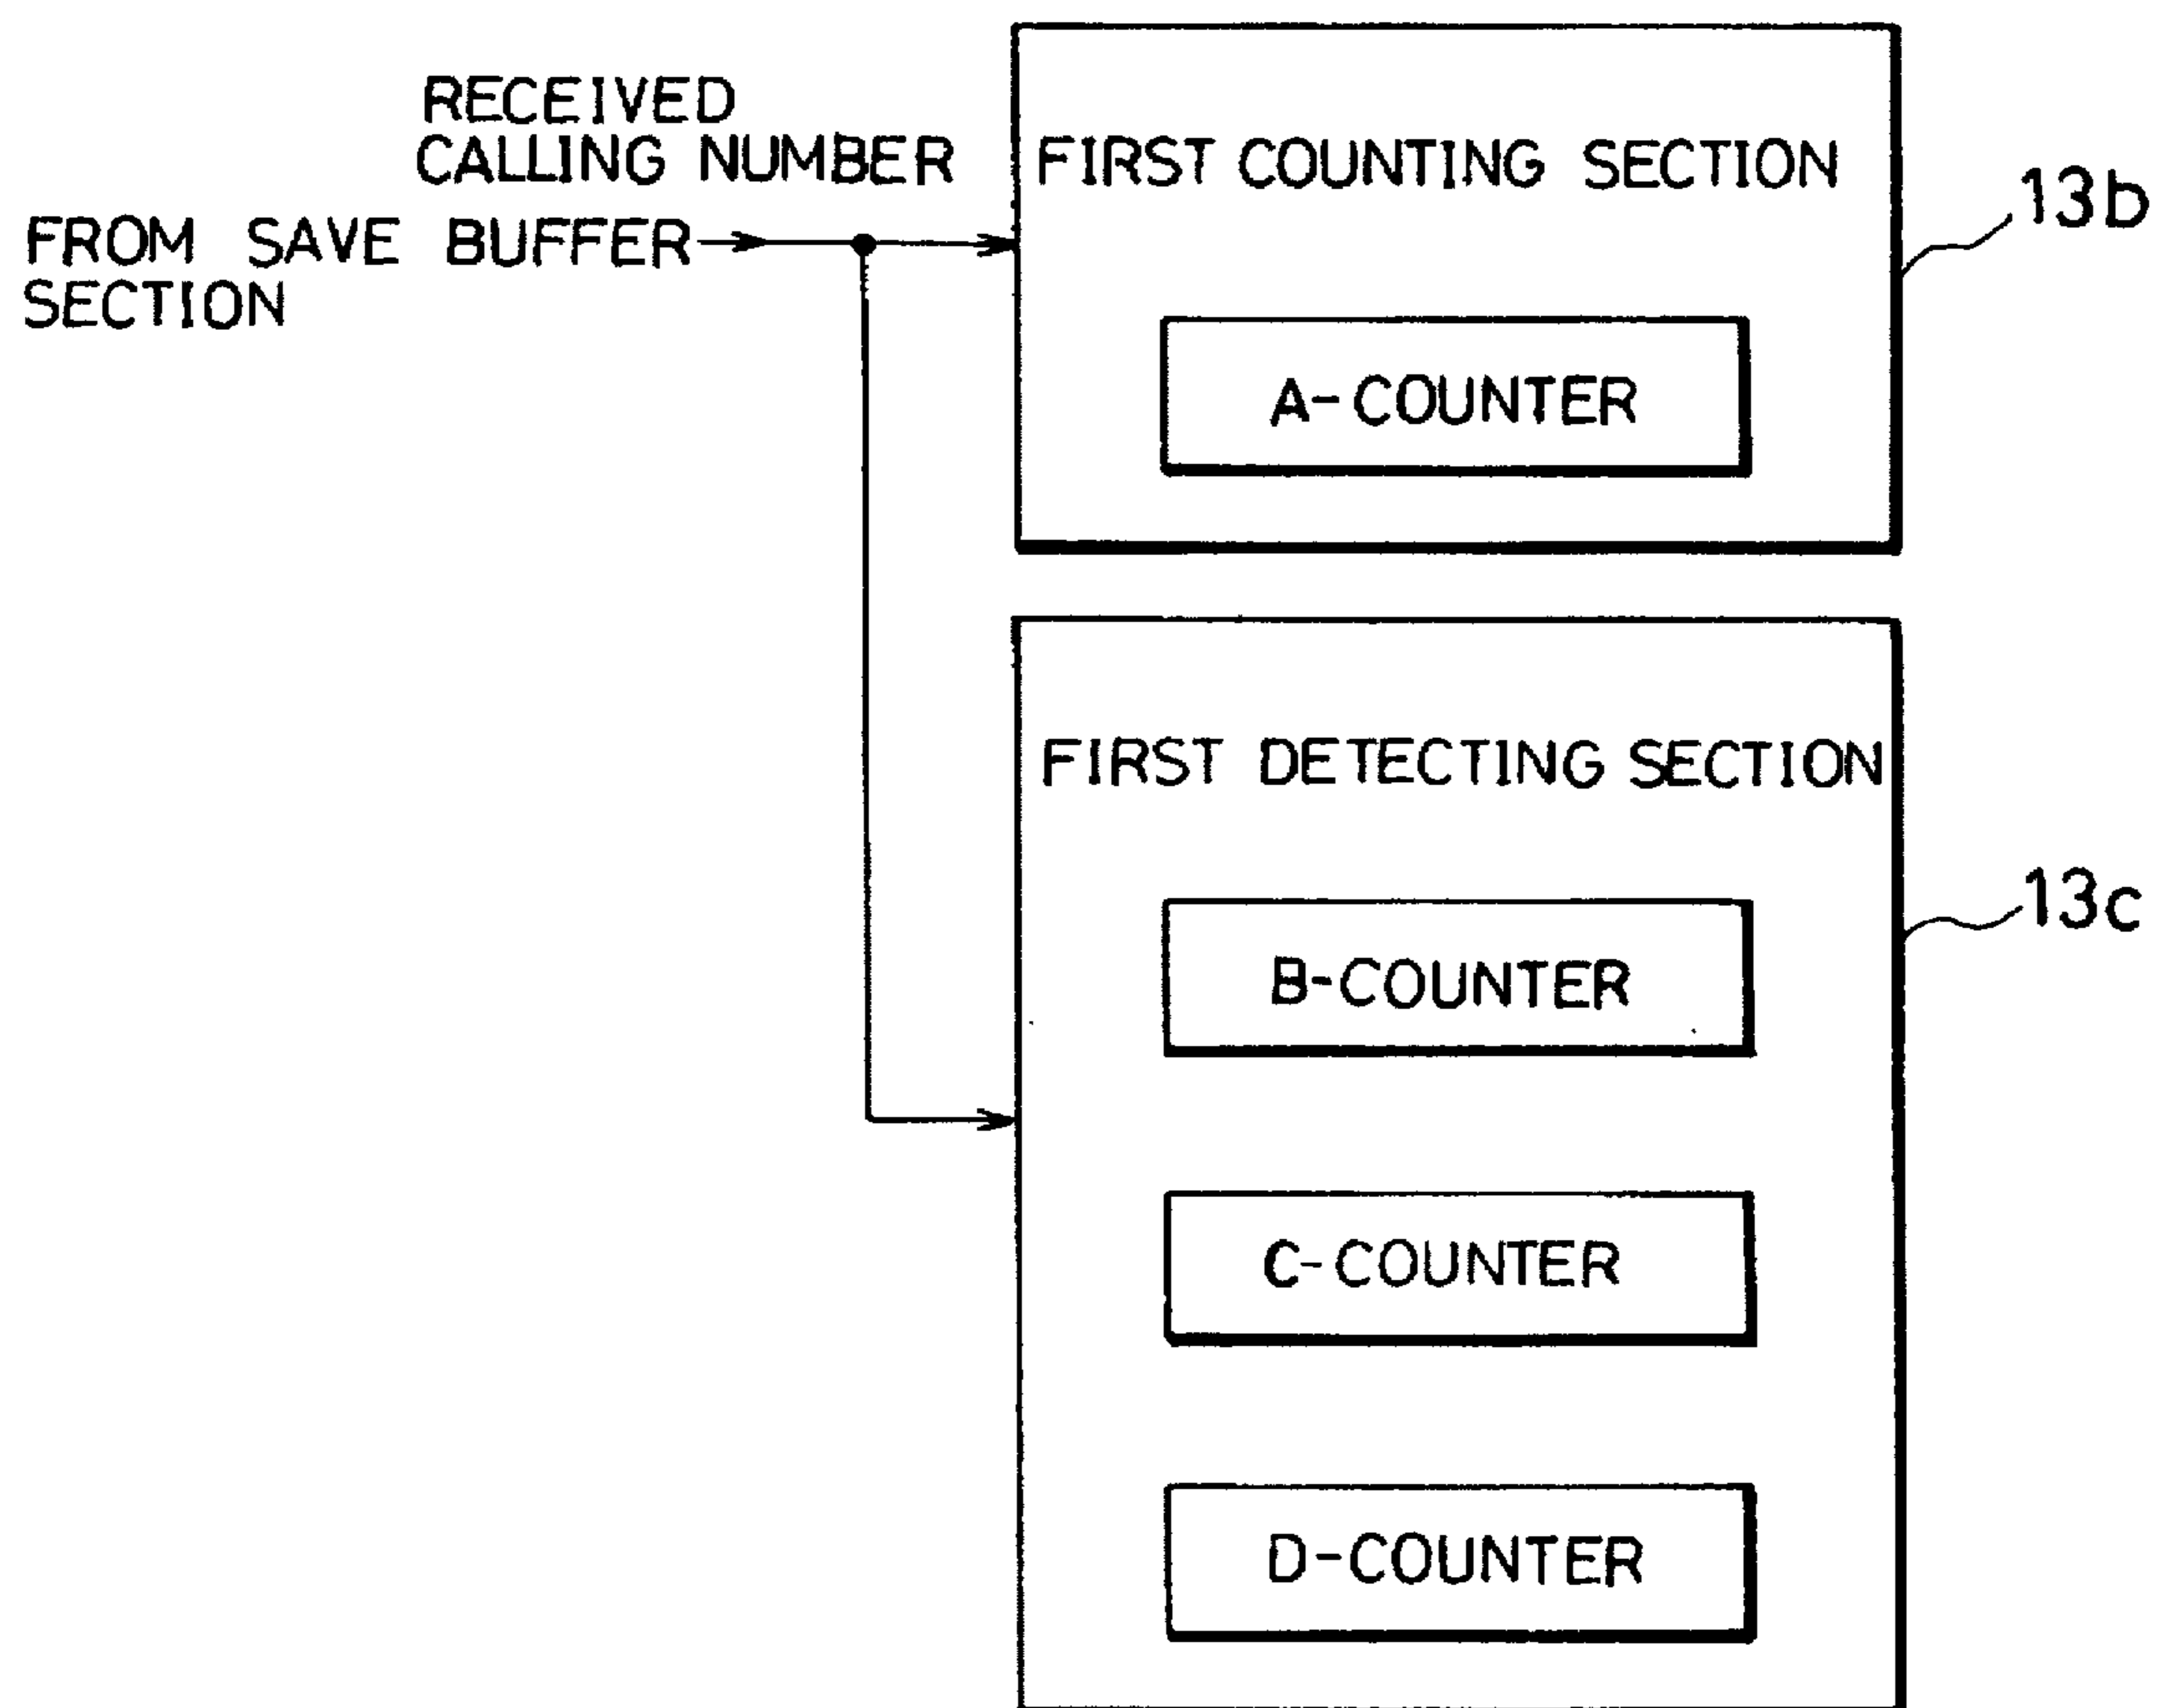 RECEIVED
CALLING NUMBER
FROM SAVE BUFFER
SECTION
FIRST COUNTING SECTION
13b
A-COUNTER
FIRST DETECTING SECTION
13c
B-COUNTER
C-COUNTER
D-COUNTER